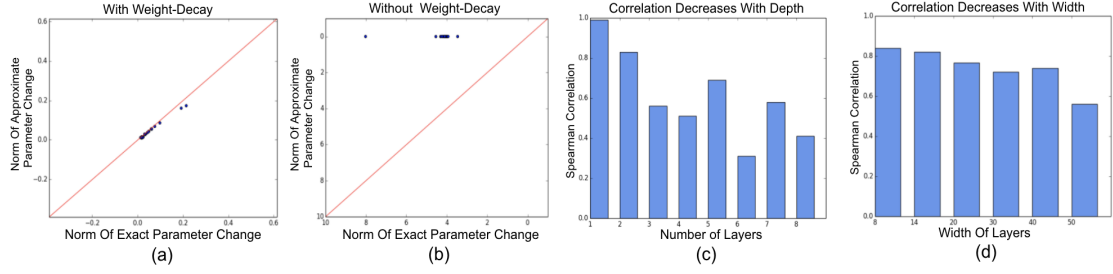 With Weight-Decay
Norm Of Approximate
Parameter Change
0.6
0.4
0.2
0.0
−0.2
−0.2
0.0
0.2
0.4
0.6
Norm Of Exact Parameter Change
(a)
Without Weight-Decay
Norm Of Approximate
Parameter Change
0
2
4
6
8
10
10
8
6
4
2
0
Norm Of Exact Parameter Change
(b)
Correlation Decreases With Depth
Spearman Correlation
1.0
0.8
0.6
0.4
0.2
0.0
1
2
3
4
5
6
7
8
Number of Layers
(c)
Correlation Decreases With Width
Spearman Correlation
1.0
0.8
0.6
0.4
0.2
0.0
8
14
20
30
40
50
Width Of Layers
(d)